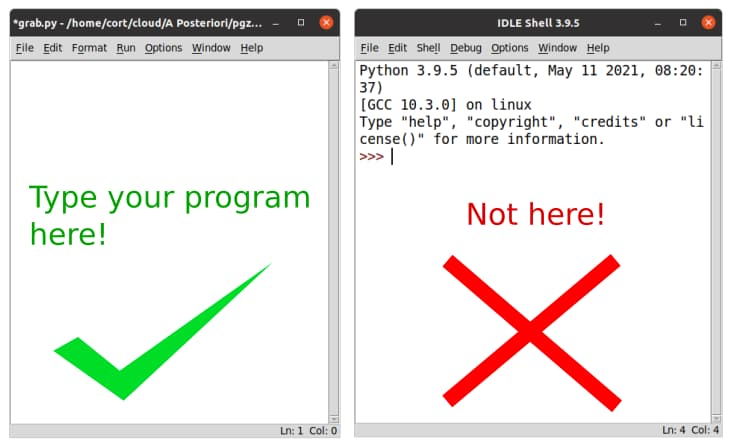 *grab.py - /home/cort/cloud/A Posteriori/pgz...
File Edit Format Run Options Window Help
Type your program
here!
Ln: 1 Col: 0
IDLE Shell 3.9.5
File Edit Shell Debug Options Window Help
Python 3.9.5 (default, May 11 2021, 08:20:
37)
[GCC 10.3.0] on linux
Type "help", "copyright", "credits" or "li
cense()" for more information.
>>>
Not here!
Ln: 4 Col: 4